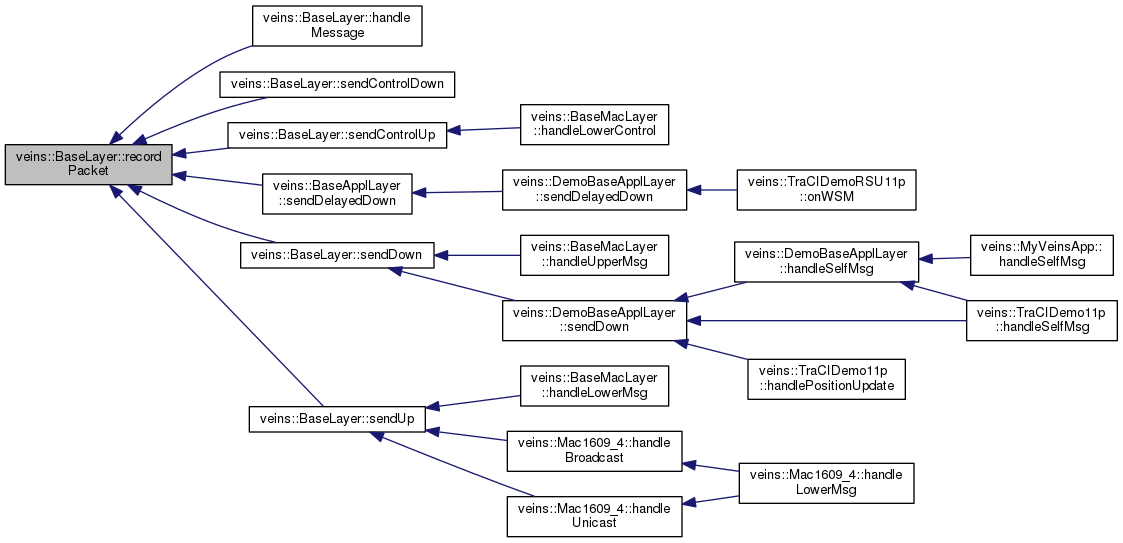 veins::BaseLayer::handle
Message
veins::BaseLayer::sendControlDown
veins::BaseMacLayer
::handleLowerControl
veins::BaseLayer::sendControlUp
veins::BaseLayer::record
Packet
veins::BaseApplLayer
::sendDelayedDown
veins::DemoBaseApplLayer
::sendDelayedDown
veins::TraCIDemoRSU11p
::onWSM
veins::BaseLayer::sendDown
veins::BaseMacLayer
::handleUpperMsg
veins::DemoBaseApplLayer
::handleSelfMsg
veins::MyVeinsApp::
handleSelfMsg
veins::DemoBaseApplLayer
::sendDown
veins::TraCIDemo11p
::handleSelfMsg
veins::TraCIDemo11p
::handlePositionUpdate
veins::BaseMacLayer
::handleLowerMsg
veins::BaseLayer::sendUp
veins::Mac1609_4::handle
Broadcast
veins::Mac1609_4::handle
LowerMsg
veins::Mac1609_4::handle
Unicast